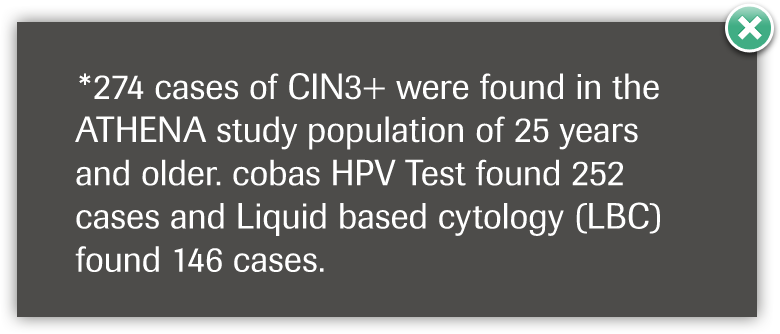 *274 cases of CIN3+ were found in the
ATHENA study population of 25 years
and older. cobas HPV Test found 252
cases and Liquid based cytology (LBC)
found 146 cases.